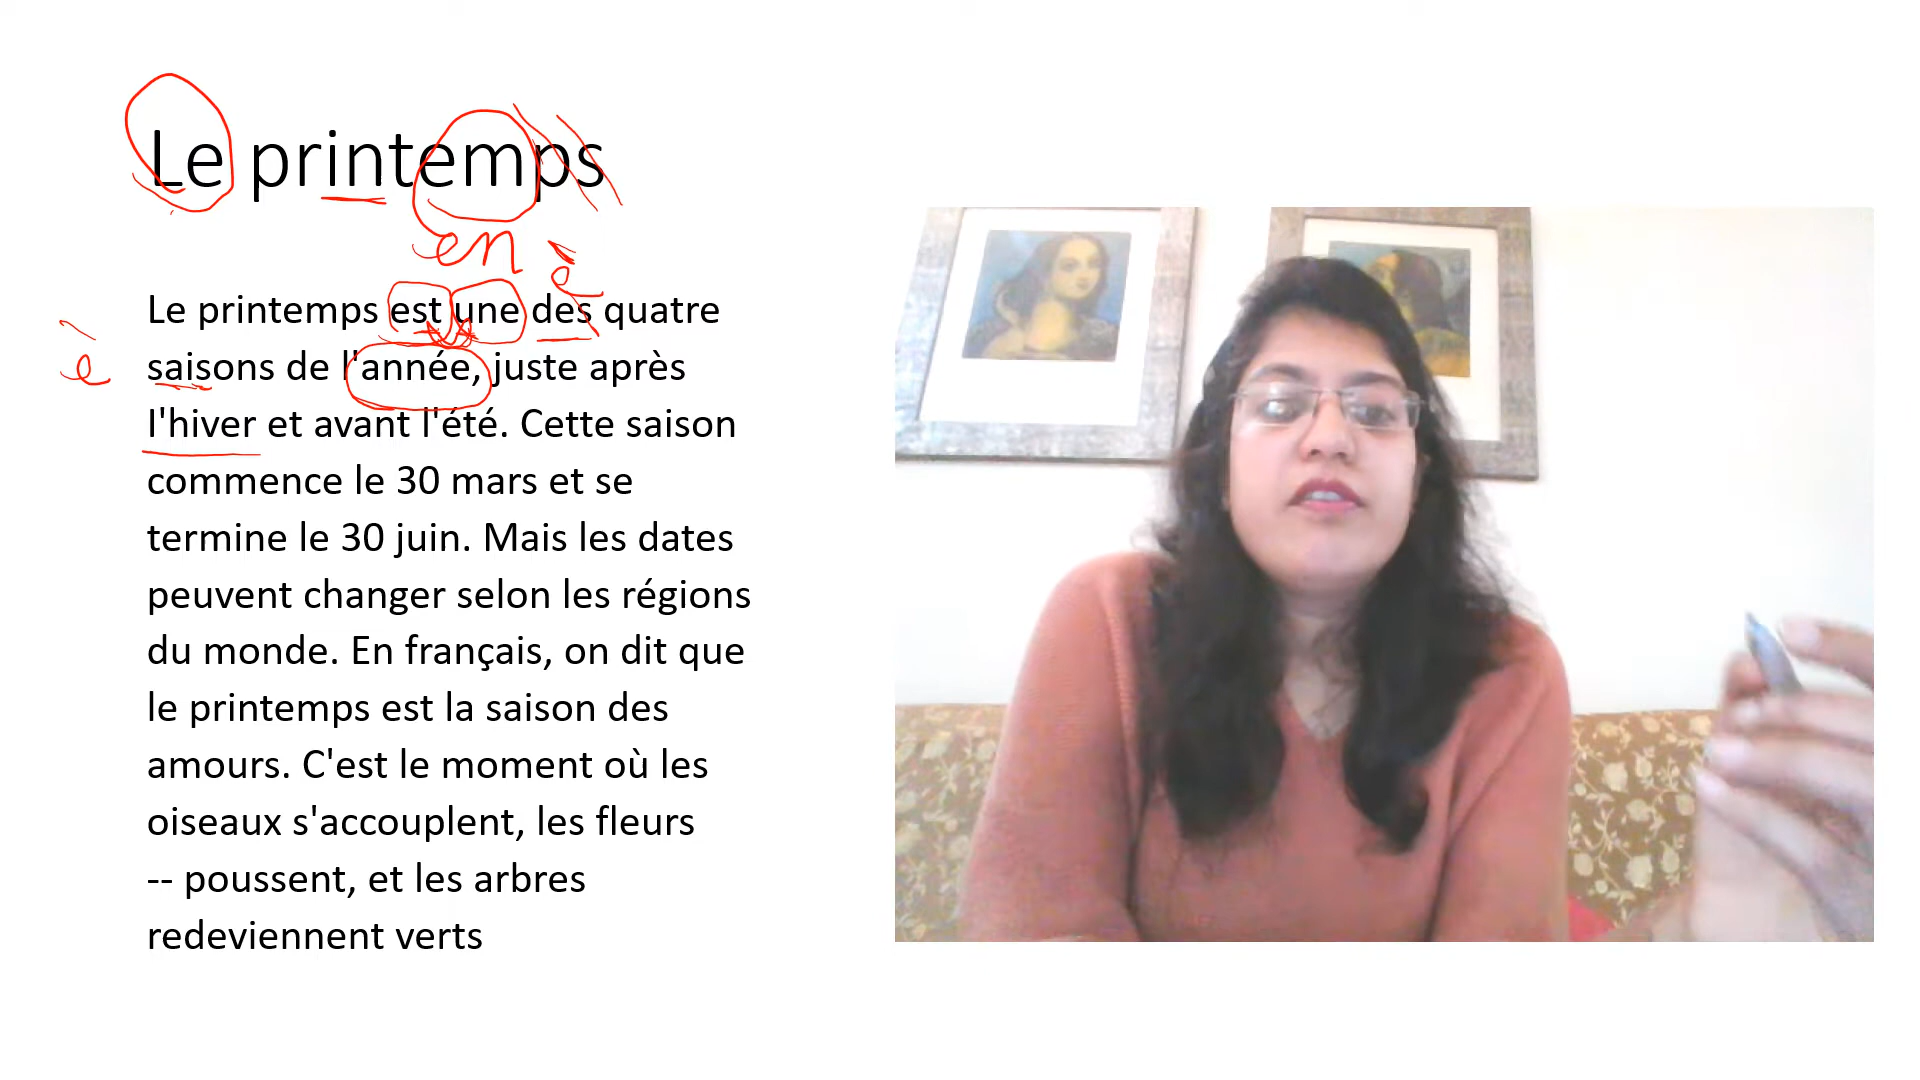 Le printemps
en
è
Le printemps est une des quatre
é
saisons de l'année, juste après
l'hiver et avant l'été. Cette saison
commence le 30 mars et se
termine le 30 juin. Mais les dates
peuvent changer selon les régions
du monde. En français, on dit que
le printemps est la saison des
amours. C'est le moment où les
oiseaux s'accouplent, les fleurs
-- poussent, et les arbres
redeviennent verts